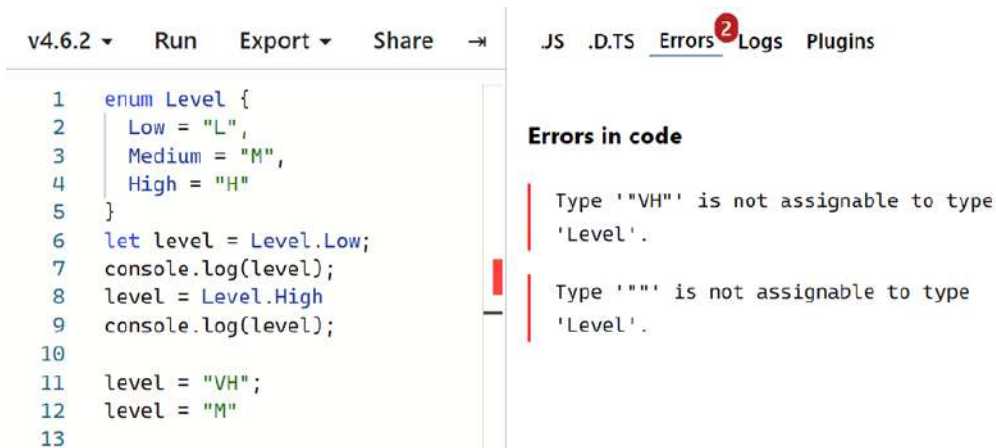 v4.6.2 Run Export Share
.JS .D.TS Errors 2 Logs Plugins
1 enum Level {
2 Low = "L",
3 Medium = "M",
4 High = "H"
5 }
6 let level = Level.Low;
7 console.log(level);
8 level = Level.High
9 console.log(level);
10
11 level = "VH";
12 level = "M"
13
Errors in code
Type '"VH"' is not assignable to type
'Level'.
Type '""' is not assignable to type
'Level'.